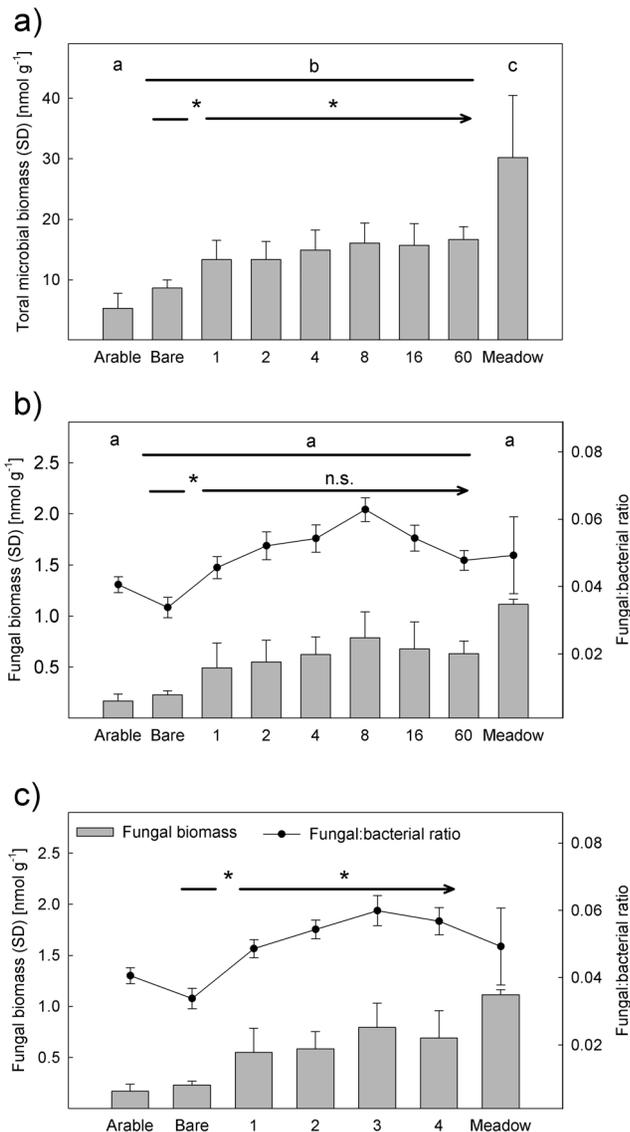 a)
Toral microbial biomass (SD) [nmol g-1]
40
30
20
10
a b c
* *
Arable Bare 1 2 4 8 16 60 Meadow
b)
Fungal biomass (SD) [nmol g-1]
2.5
2.0
1.5
1.0
0.5
a a a
* n.s.
0.08
0.06
0.04
0.02
Fungal:bacterial ratio
Arable Bare 1 2 4 8 16 60 Meadow
c)
Fungal biomass (SD) [nmol g-1]
2.5
2.0
1.5
1.0
0.5
Fungal biomass Fungal:bacterial ratio
* *
0.08
0.06
0.04
0.02
Fungal:bacterial ratio
Arable Bare 1 2 3 4 Meadow